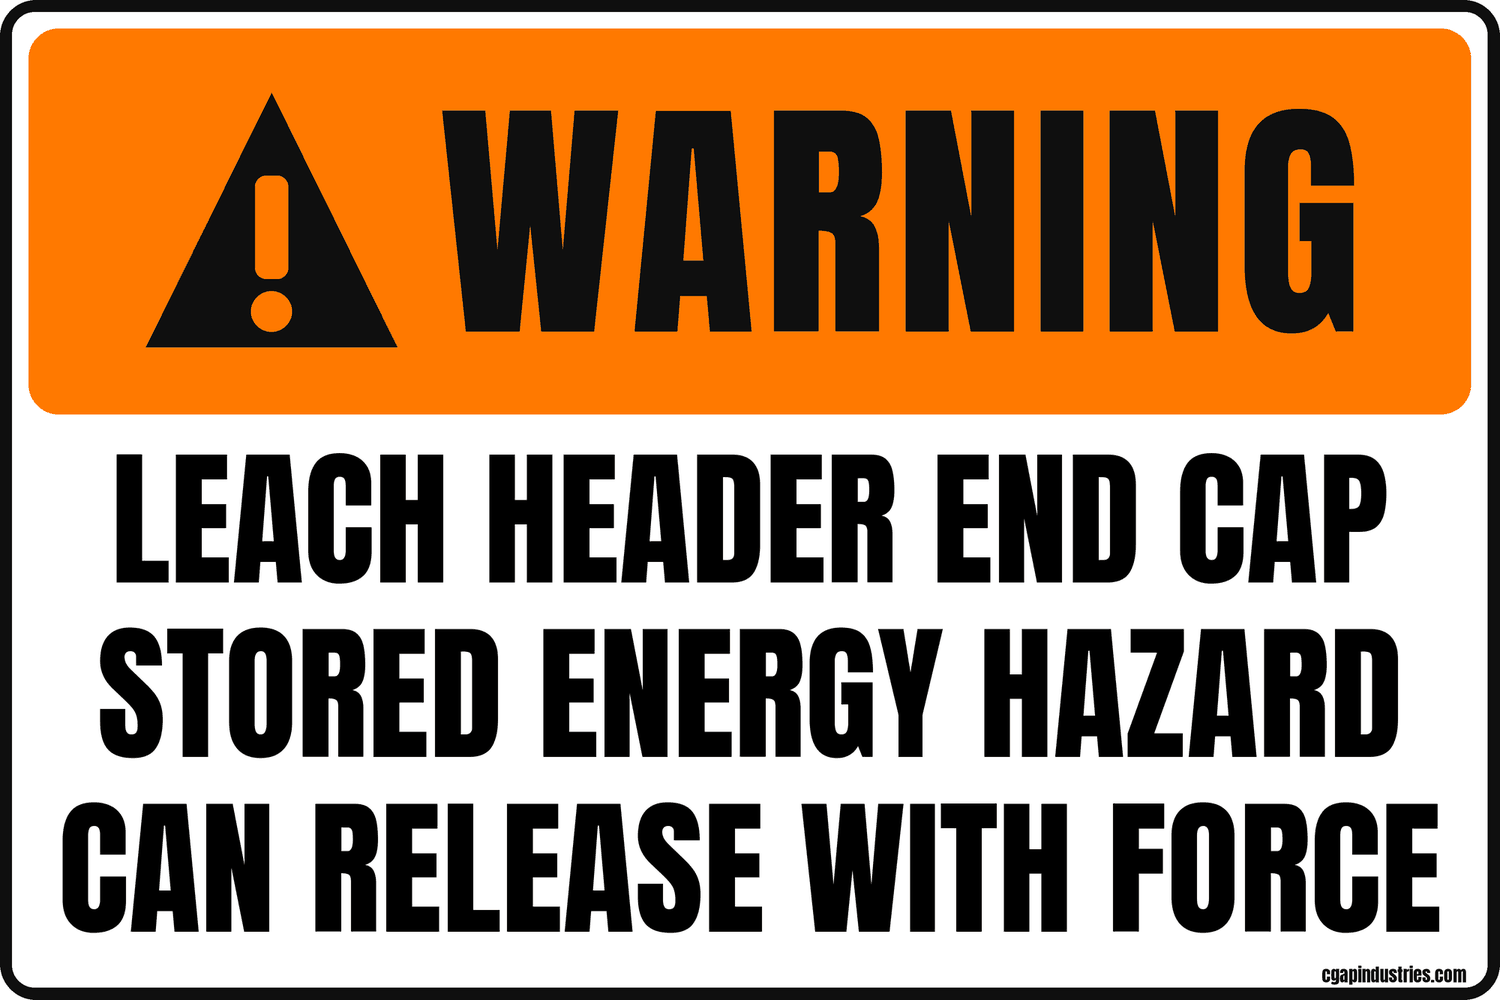 WARNING
LEACH HEADER END CAP
STORED ENERGY HAZARD
CAN RELEASE WITH FORCE
cgapindustries.com